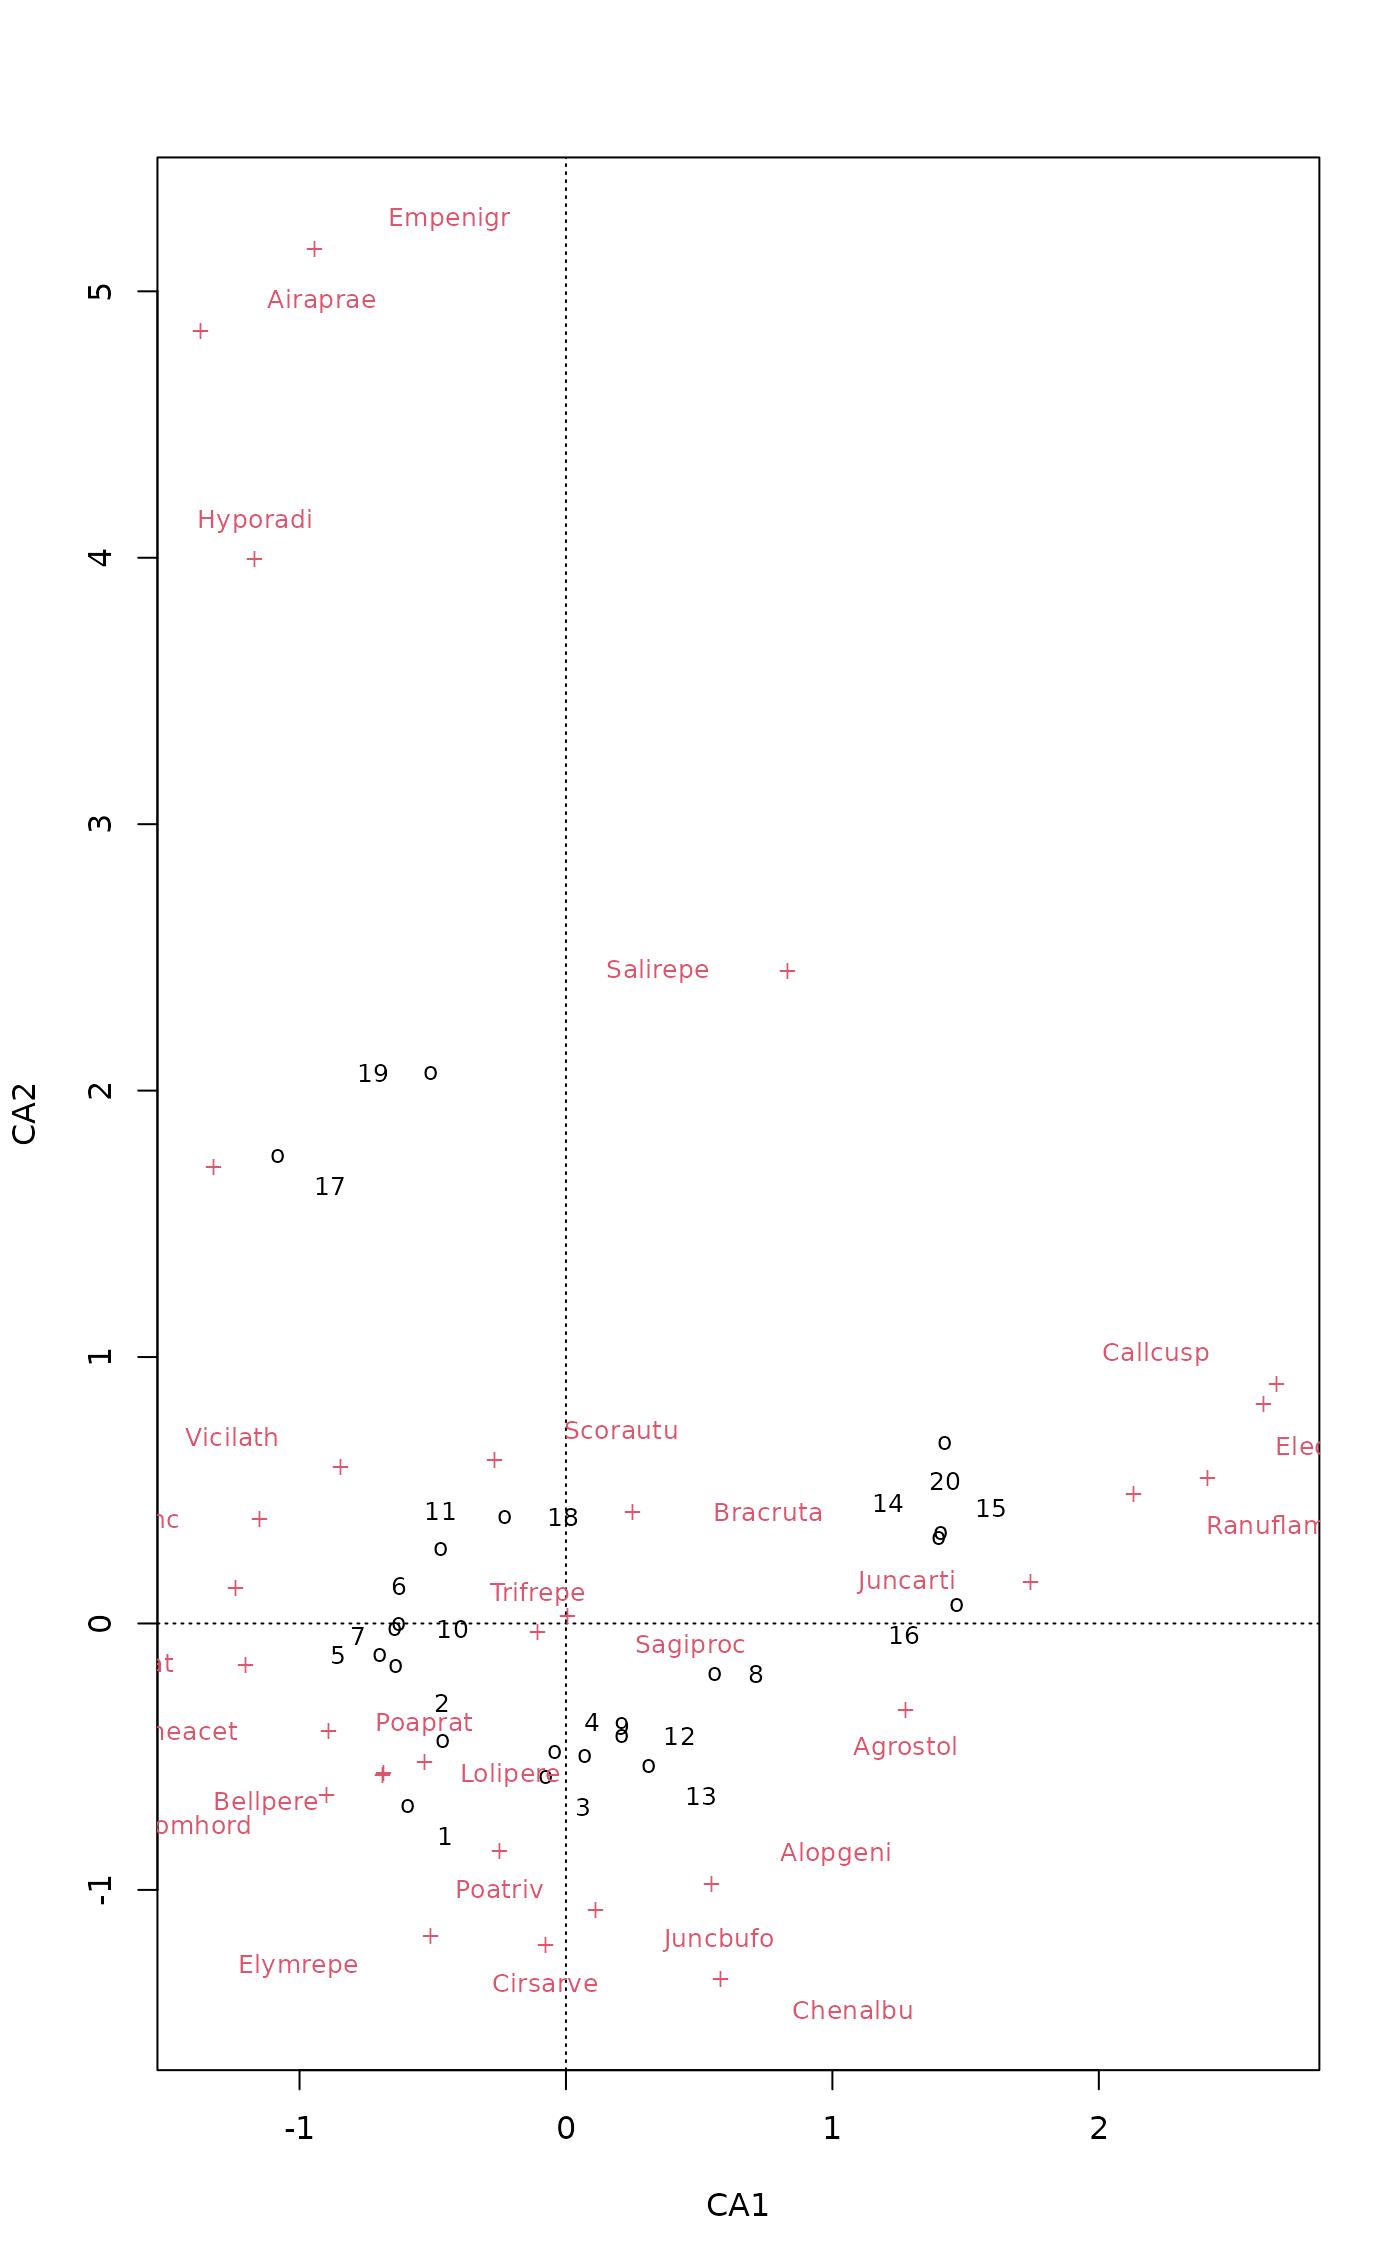 Empenigr
Airaprae
5
Hyporadi
4
3
Salirepe
19
2
CA2
17
1
Callcusp
Vicilath
Scorautu
Elec
20
11
18
Bracruta
14
15
nc
Ranuflam
6
Trifrepe
Juncarti
0
7
10
16
5
Sagiproc
at
8
2
Poaprat
4
9
12
neacet
Agrostol
Lolipere
Bellpere
13
3
omhord
1
Alopgeni
Poatriv
-1
Juncbufo
Elymrepe
Cirsarve
Chenalbu
-1
0
1
2
CA1